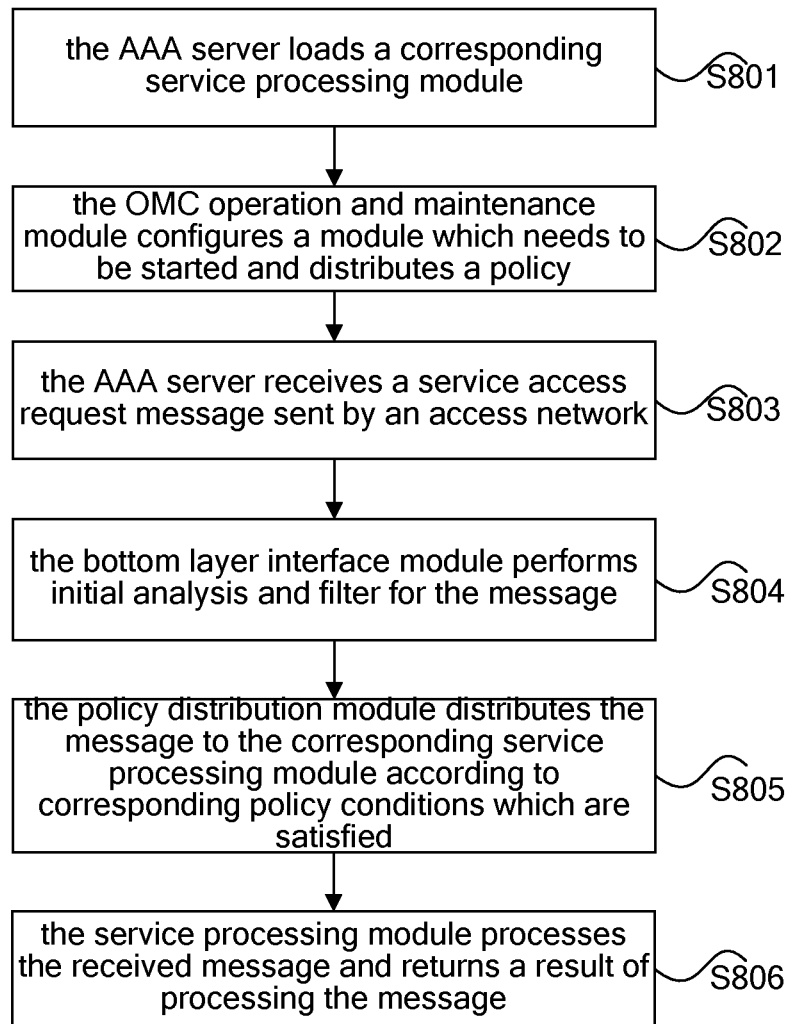 the AAA server loads a corresponding
service processing module
S801
the OMC operation and maintenance
module configures a module which needs to
be started and distributes a policy
S802
the AAA server receives a service access
request message sent by an access network
S803
the bottom layer interface module performs
initial analysis and filter for the message
S804
the policy distribution module distributes the
message to the corresponding service
processing module according to
corresponding policy conditions which are
satisfied
S805
the service processing module processes
the received message and returns a result of
processing the message
S806